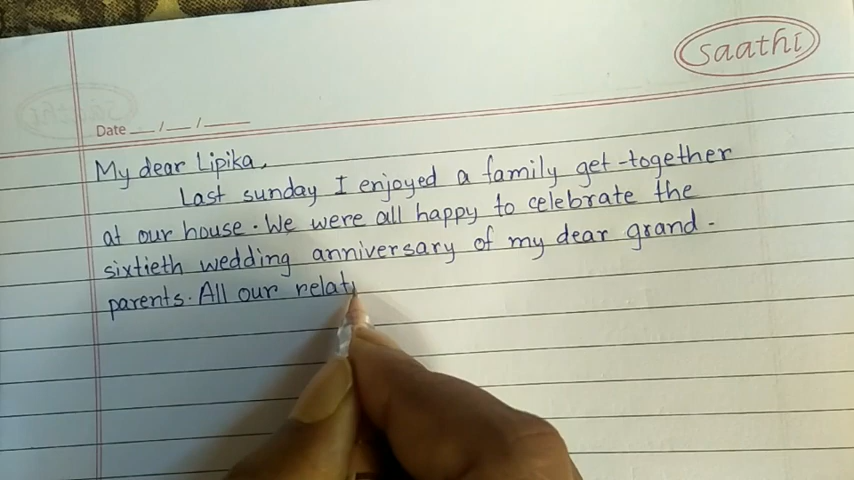 Saathi
Date __/__/____
My dear Lipika,
Last sunday I enjoyed a family get-together
at our house. We were all happy to celebrate the
sixtieth wedding anniversary of my dear grand-
parents. All our relati